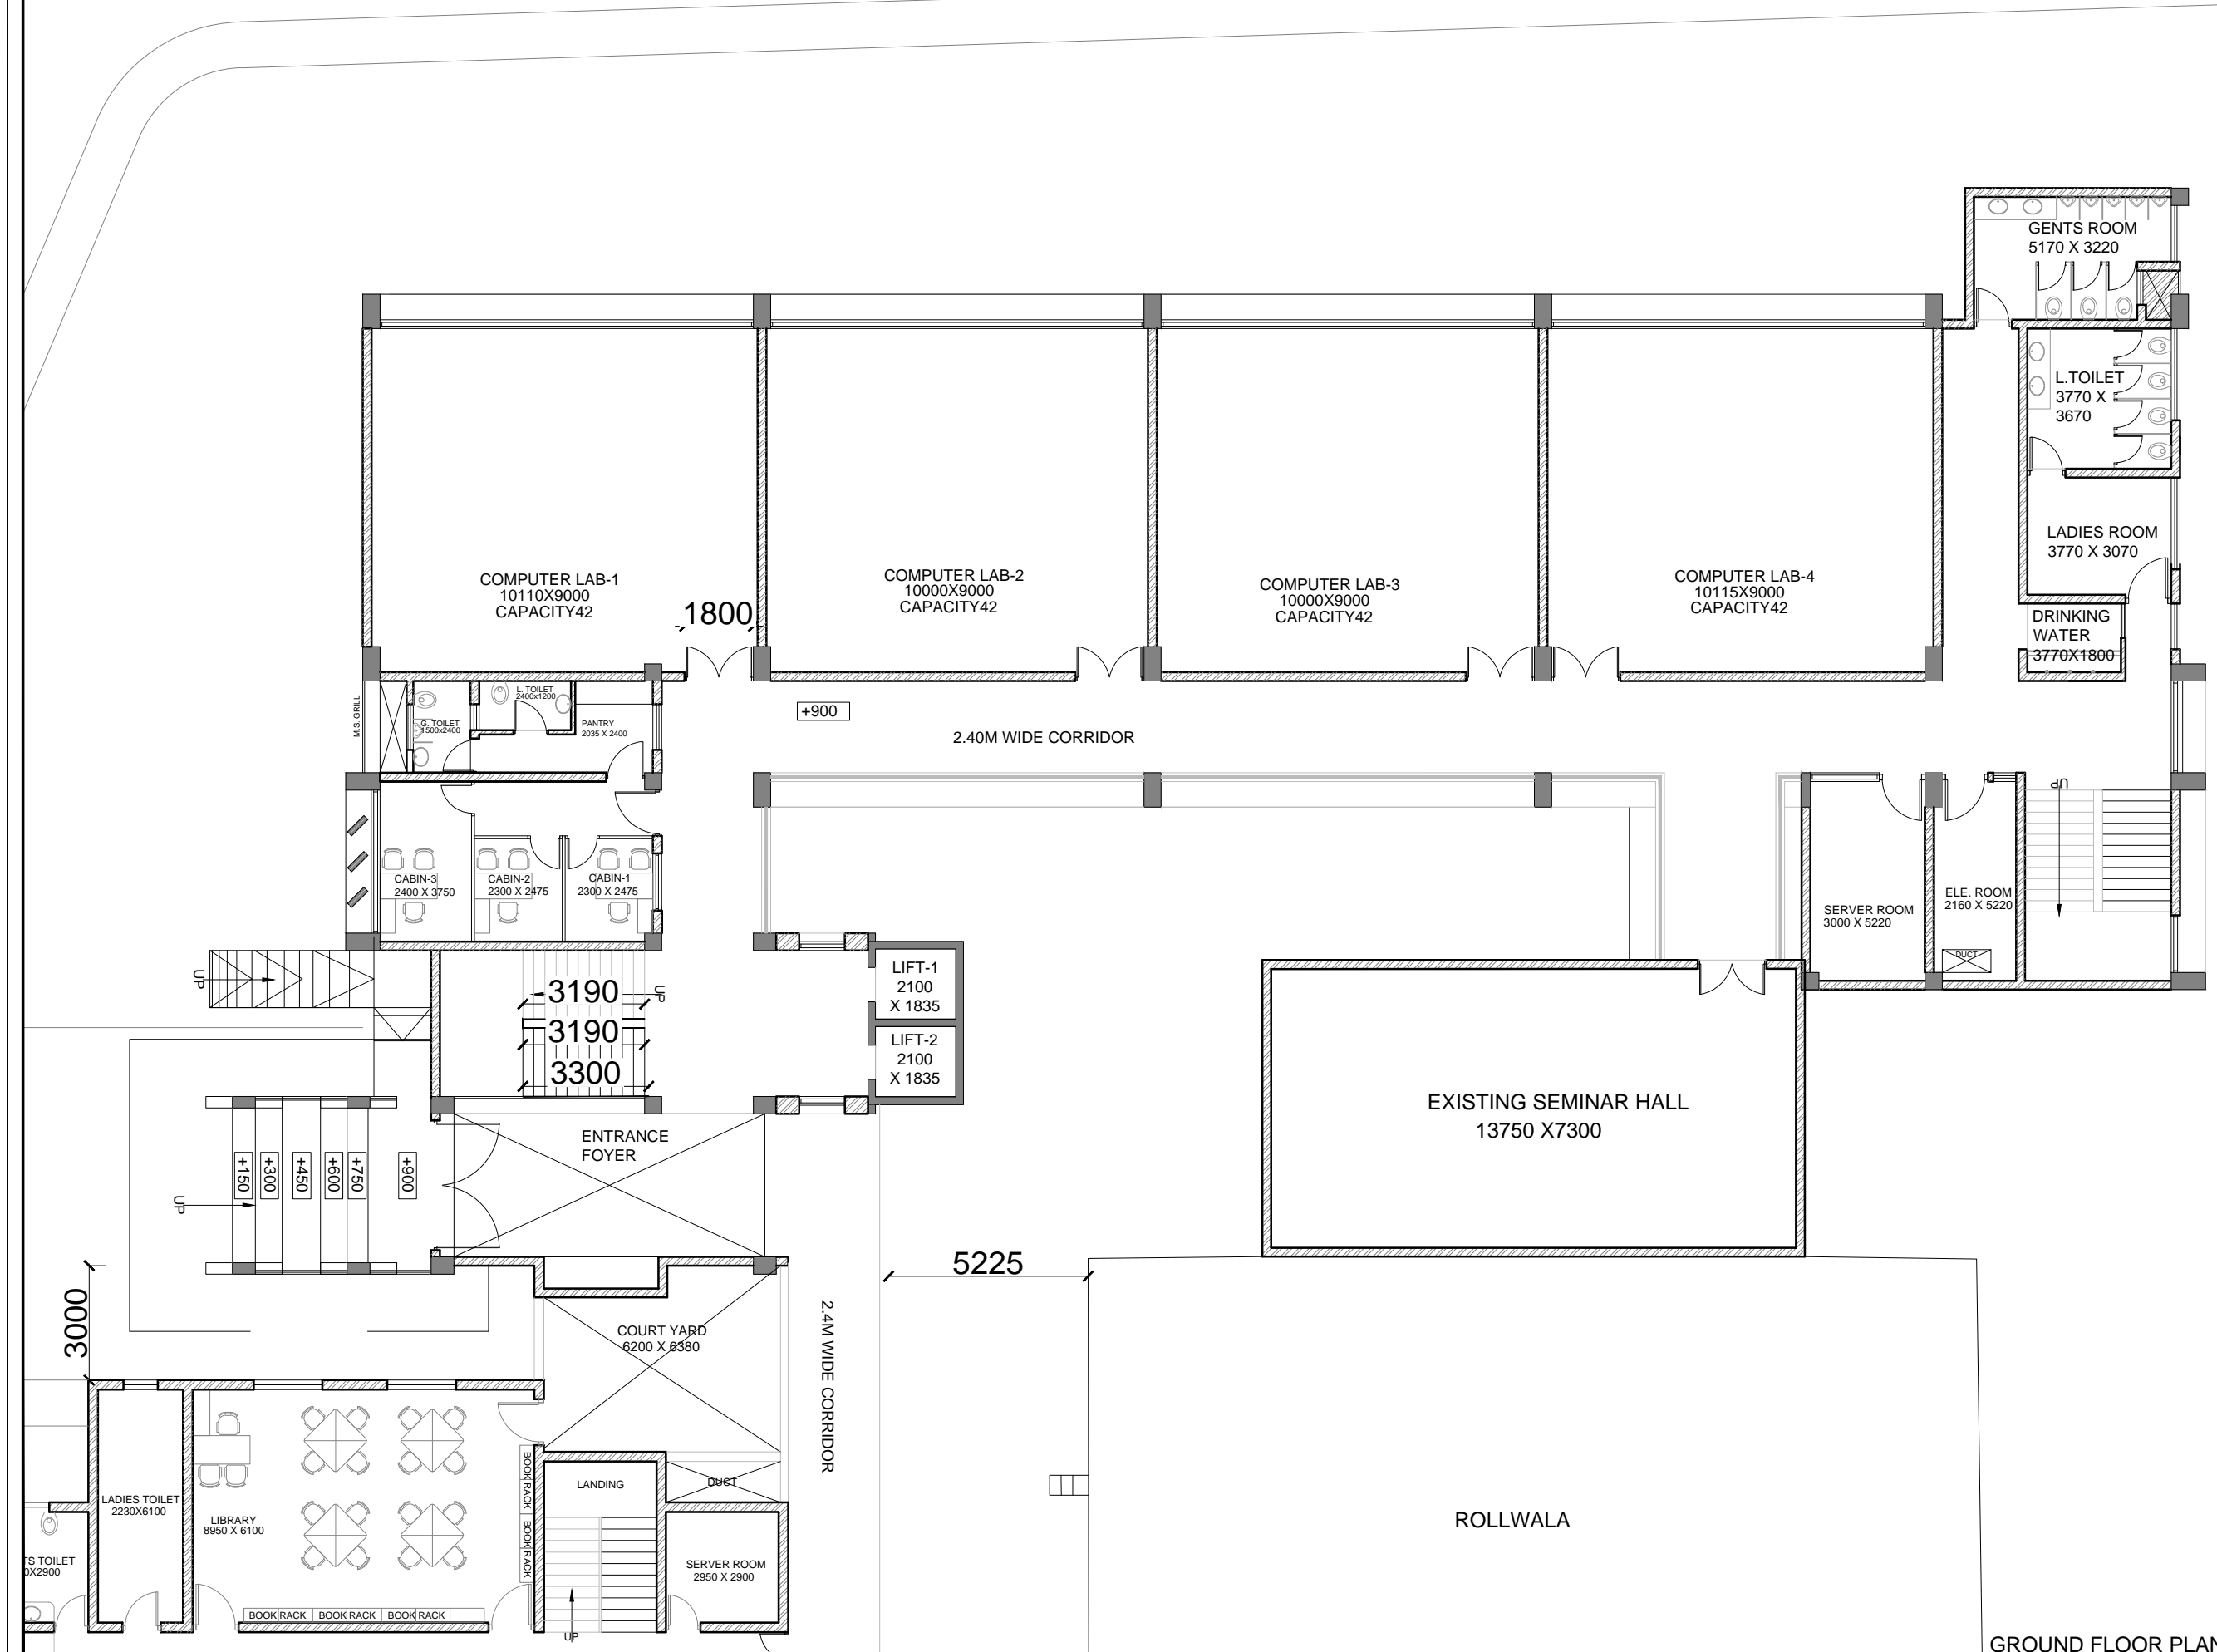 GENTS ROOM
5170 X 3220
L.TOILET
3770 X
3670
LADIES ROOM
3770 X 3070
COMPUTER LAB-1
10110X9000
CAPACITY42
1800
COMPUTER LAB-2
10000X9000
CAPACITY42
COMPUTER LAB-3
10000X9000
CAPACITY42
COMPUTER LAB-4
10115X9000
CAPACITY42
DRINKING
WATER
3770X1800
M.S. GRILL
G. TOILET
1500x2400
L. TOILET
2400x1200
PANTRY
2035 X 2400
+900
2.40M WIDE CORRIDOR
UP
CABIN-3
2400 X 3750
CABIN-2
2300 X 2475
CABIN-1
2300 X 2475
SERVER ROOM
3000 X 5220
ELE. ROOM
2160 X 5220
DUCT
UP
3190
UP
3190
3300
LIFT-1
2100
X 1835
LIFT-2
2100
X 1835
EXISTING SEMINAR HALL
13750 X7300
ENTRANCE
FOYER
UP
+150
+300
+450
+600
+750
+900
5225
3000
COURT YARD
6200 X 6380
2.4M WIDE CORRIDOR
LADIES TOILET
2230X6100
LIBRARY
8950 X 6100
BOOK RACK
BOOK RACK
LANDING
DUCT
ROLLWALA
TS TOILET
0X2900
SERVER ROOM
2950 X 2900
BOOK RACK
BOOK RACK
BOOK RACK
UP
GROUND FLOOR PLAN